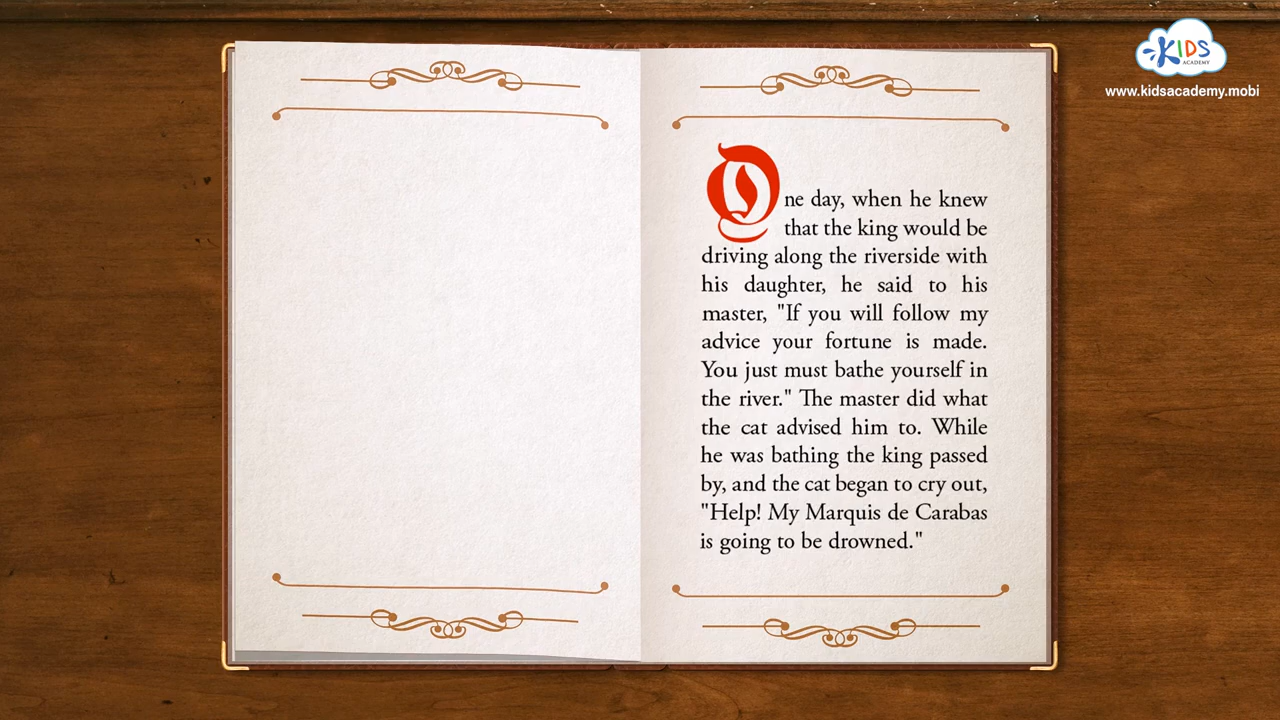 KIDS
ACADEMY
www.kidsacademy.mobi
One day, when he knew
that the king would be
driving along the riverside with
his daughter, he said to his
master, "If you will follow my
advice your fortune is made.
You just must bathe yourself in
the river." The master did what
the cat advised him to. While
he was bathing the king passed
by, and the cat began to cry out,
"Help! My Marquis de Carabas
is going to be drowned."